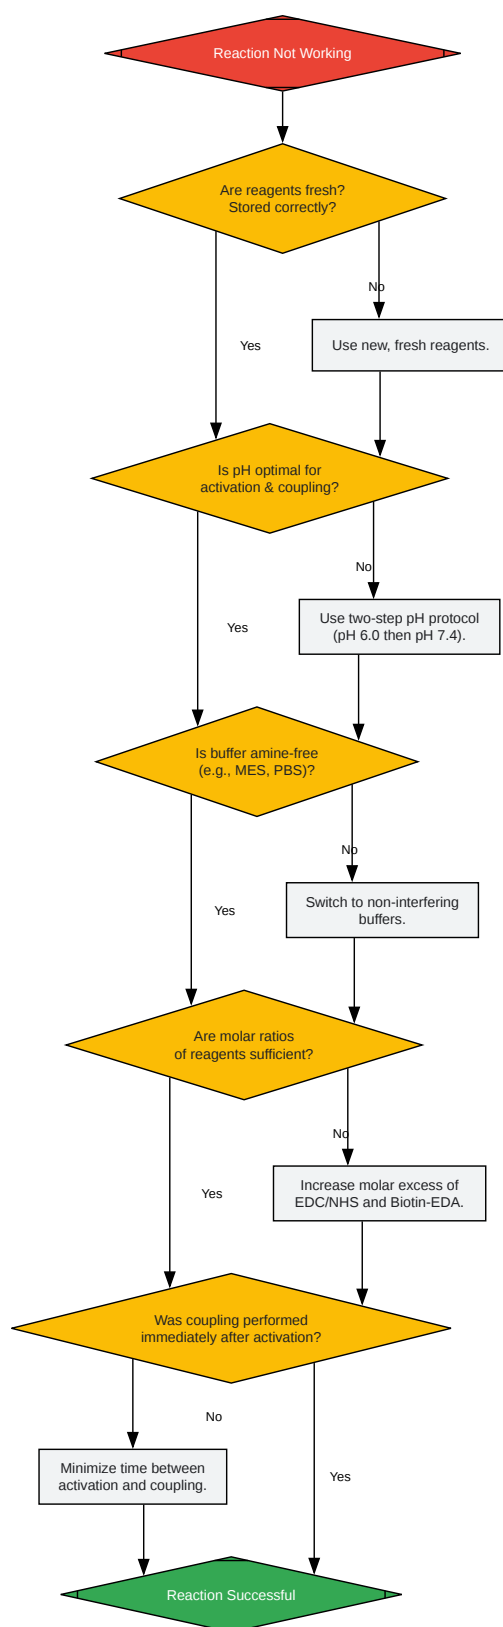 Reaction Not Working
Are reagents fresh?
Stored correctly?
No
Yes
Use new, fresh reagents.
Is pH optimal for
activation & coupling?
No
Yes
Use two-step pH protocol
(pH 6.0 then pH 7.4).
Is buffer amine-free
(e.g., MES, PBS)?
No
Yes
Switch to non-interfering
buffers.
Are molar ratios
of reagents sufficient?
No
Yes
Increase molar excess of
EDC/NHS and Biotin-EDA.
Was coupling performed
immediately after activation?
No
Yes
Minimize time between
activation and coupling.
Reaction Successful